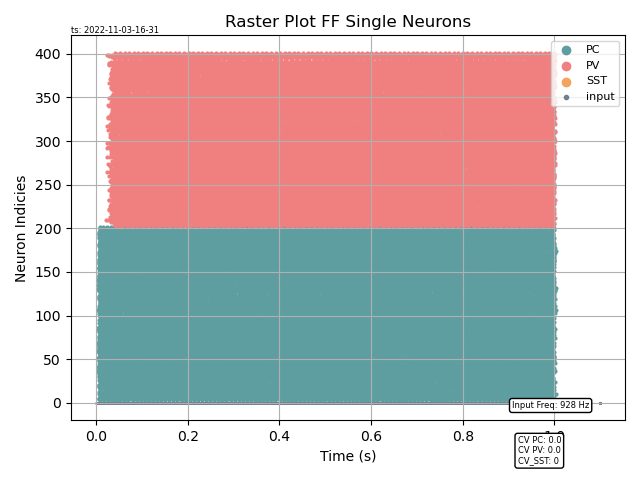 Raster Plot FF Single Neurons
ts: 2022-11-03-16-31
PC
PV
SST
input
400
350
300
250
200
150
100
50
0
Neuron Indicies
Input Freq: 928 Hz
0.0 0.2 0.4 0.6 0.8 1.0
Time (s)
CV PC: 0.0
CV PV: 0.0
CV_SST: 0